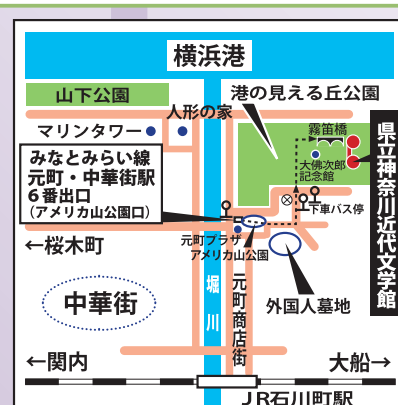 横浜港
山下公園
港の見える丘公園
人形の家
霧笛橋
マリンタワー
大佛次郎
記念館
県立神奈川近代文学館
みなとみらい線
元町・中華街駅
6番出口
(アメリカ山公園口)
下車バス停
元町プラザ
アメリカ山公園
←桜木町
堀川
元町商店街
外国人墓地
中華街
←関内
大船→
JR石川町駅